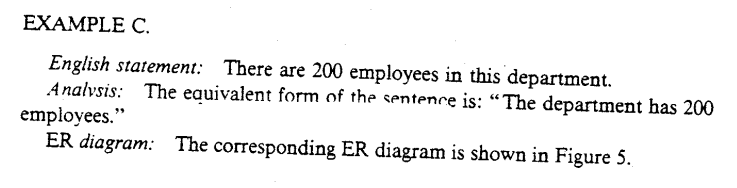 EXAMPLE C.
English statement: There are 200 employees in this department.
Analysis: The equivalent form of the sentence is: “The department has 200
employees.”
ER diagram: The corresponding ER diagram is shown in Figure 5.